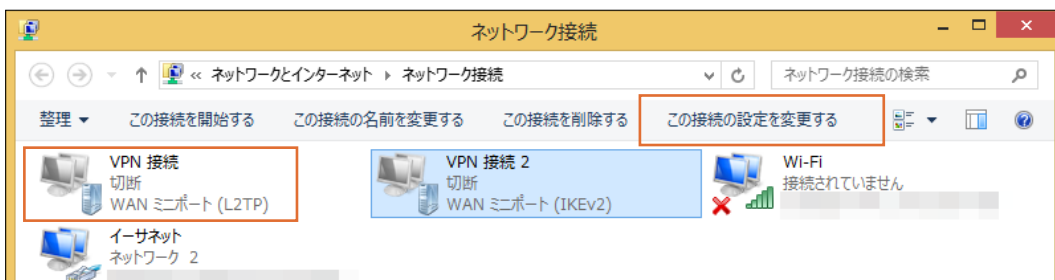 ネットワーク接続
« ネットワークとインターネット ▸ ネットワーク接続
ネットワーク接続の検索
整理 ▼ この接続を開始する この接続の名前を変更する この接続を削除する この接続の設定を変更する
VPN 接続
切断
WAN ミニポート (L2TP)
VPN 接続 2
切断
WAN ミニポート (IKEv2)
Wi-Fi
接続されていません
イーサネット
ネットワーク 2